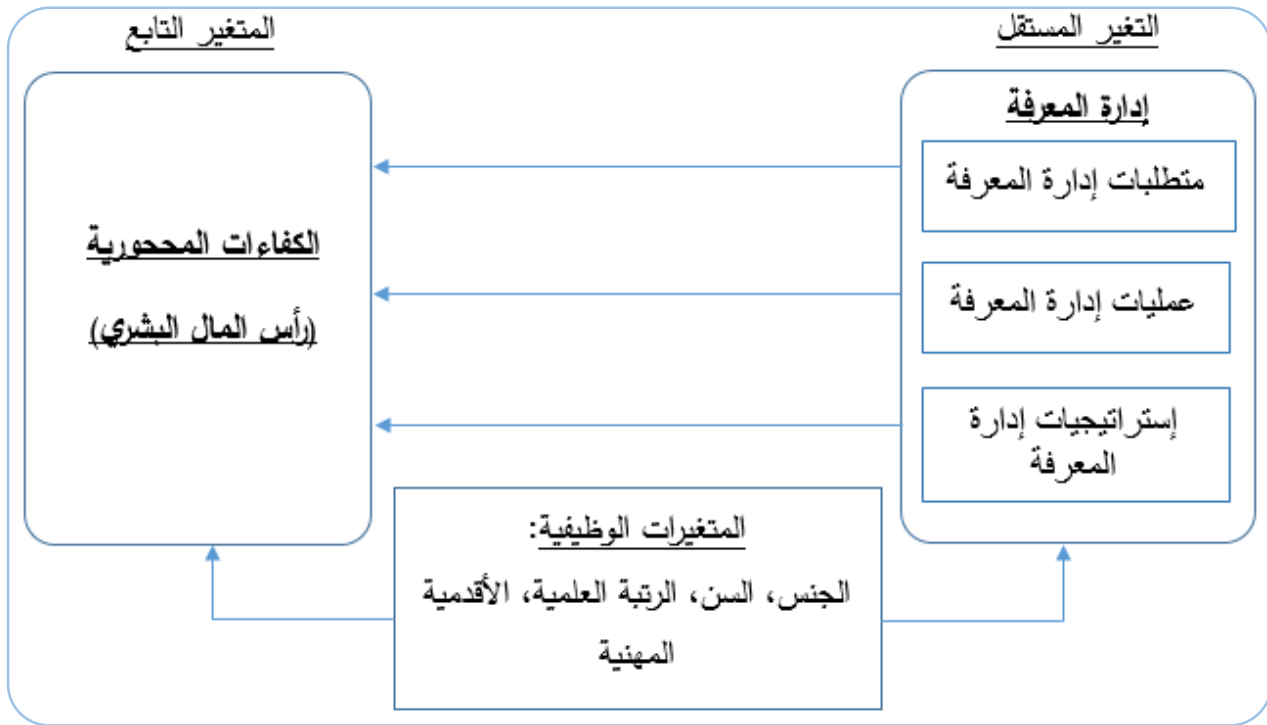 التغير المستقل
إدارة المعرفة
متطلبات إدارة المعرفة
عمليات إدارة المعرفة
إستراتيجيات إدارة
المعرفة
المتغير التابع
الكفاءات المححورية
(رأس المال البشري)
المتغيرات الوظيفية:
الجنس، السن، الرتبة العلمية، الأقدمية
المهنية